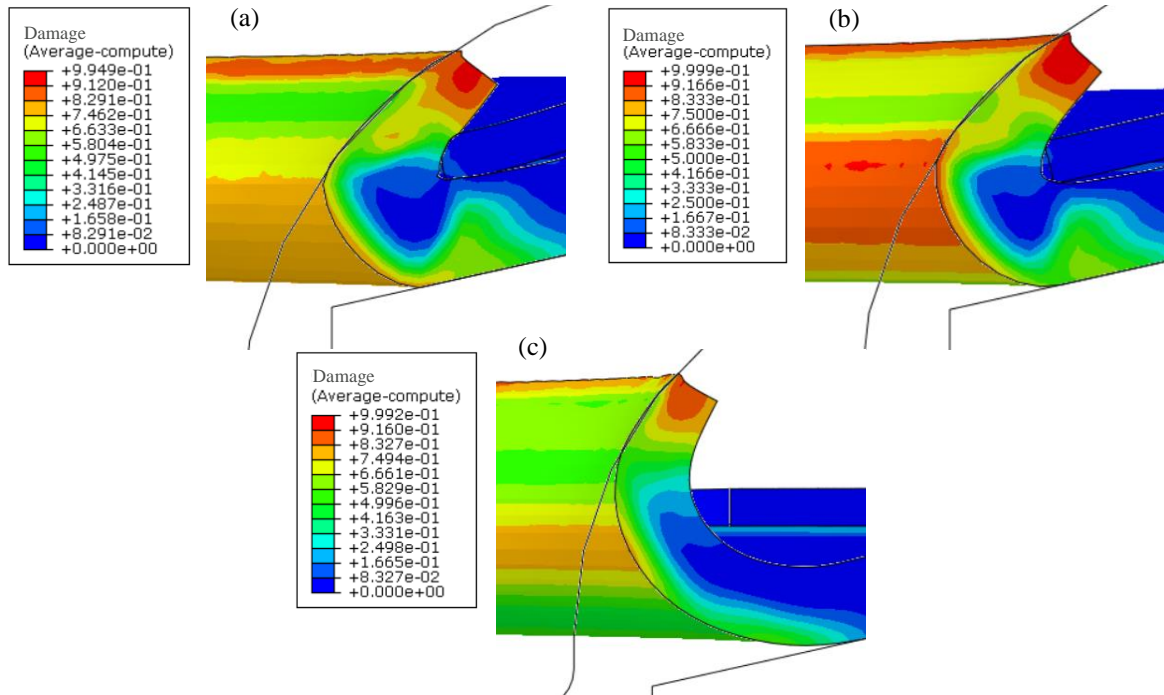 (a)
Damage
(Average-compute)
+9.949e-01
+9.120e-01
+8.291e-01
+7.462e-01
+6.633e-01
+5.804e-01
+4.975e-01
+4.145e-01
+3.316e-01
+2.487e-01
+1.658e-01
+8.291e-02
+0.000e+00
(b)
Damage
(Average-compute)
+9.999e-01
+9.166e-01
+8.333e-01
+7.500e-01
+6.666e-01
+5.833e-01
+5.000e-01
+4.166e-01
+3.333e-01
+2.500e-01
+1.667e-01
+8.333e-02
+0.000e+00
(c)
Damage
(Average-compute)
+9.992e-01
+9.160e-01
+8.327e-01
+7.494e-01
+6.661e-01
+5.829e-01
+4.996e-01
+4.163e-01
+3.331e-01
+2.498e-01
+1.665e-01
+8.327e-02
+0.000e+00